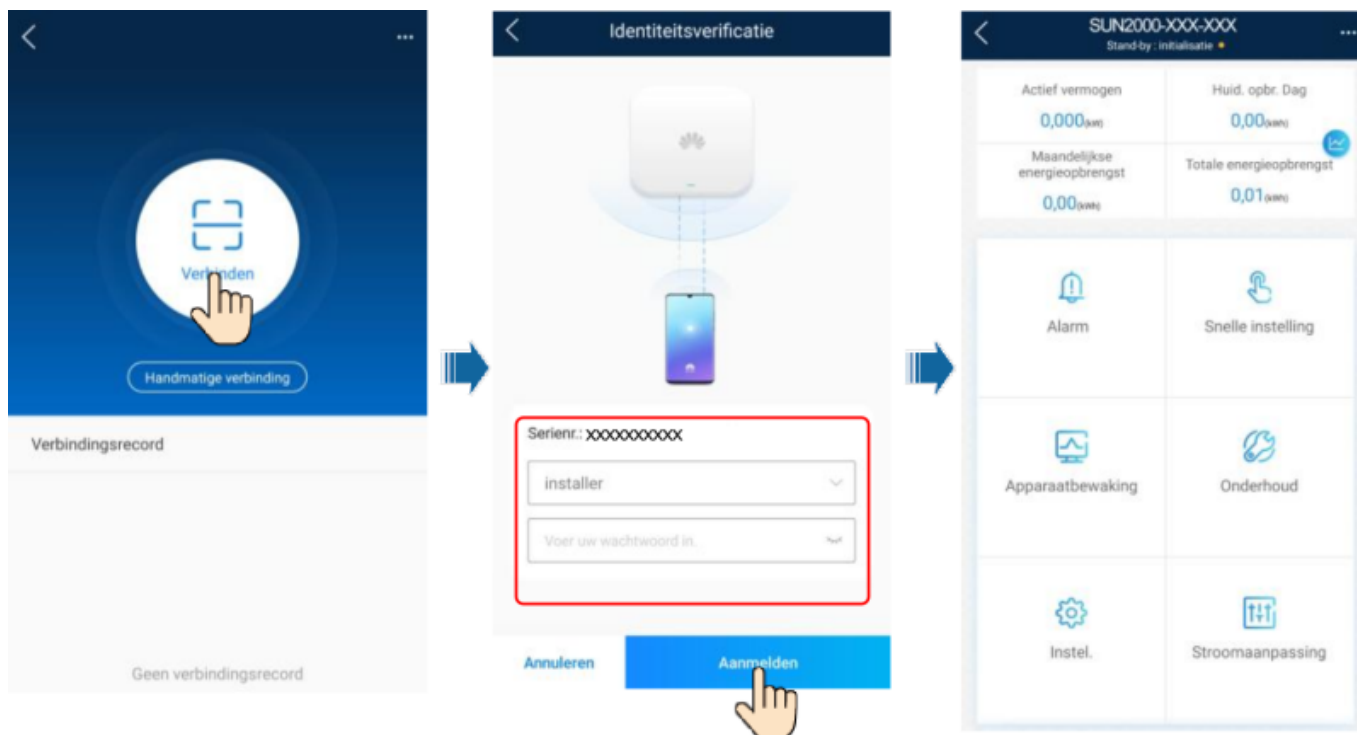 ...
Verbinden
Handmatige verbinding
Verbindingsrecord
Geen verbindingsrecord
Identiteitsverificatie
Serienr.: XXXXXXXXXX
installer
Voer uw wachtwoord in.
Annuleren
Aanmelden
SUN2000-XXX-XXX
Stand-by : initialisatie
...
Actief vermogen
0,000(kW)
Huid. opbr. Dag
0,00(kWh)
Maandelijkse
energieopbrengst
0,00(kWh)
Totale energieopbrengst
0,01(kWh)
Alarm
Snelle instelling
Apparaatbewaking
Onderhoud
Instel.
Stroomaanpassing